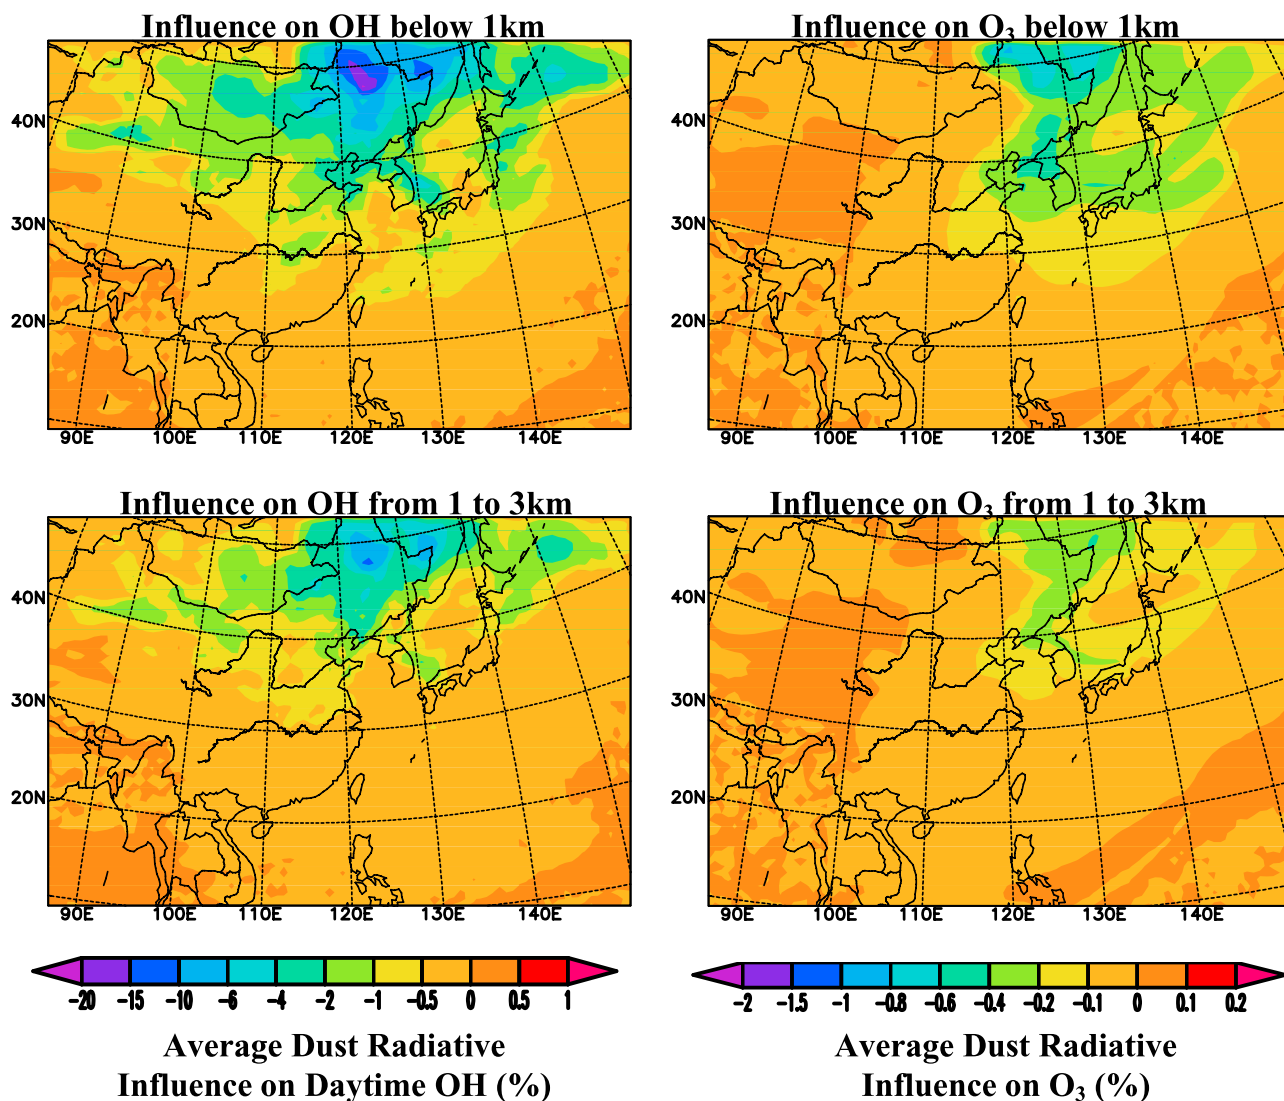 Influence on OH below 1km
Influence on O₃ below 1km
40N
30N
20N
90E 100E 110E 120E 130E 140E
40N
30N
20N
90E 100E 110E 120E 130E 140E
Influence on OH from 1 to 3km
Influence on O₃ from 1 to 3km
40N
30N
20N
90E 100E 110E 120E 130E 140E
40N
30N
20N
90E 100E 110E 120E 130E 140E
-20 -15 -10 -6 -4 -2 -1 -0.5 0 0.5 1
-2 -1.5 -1 -0.8 -0.6 -0.4 -0.2 -0.1 0 0.1 0.2
Average Dust Radiative
Influence on Daytime OH (%)
Average Dust Radiative
Influence on O₃ (%)